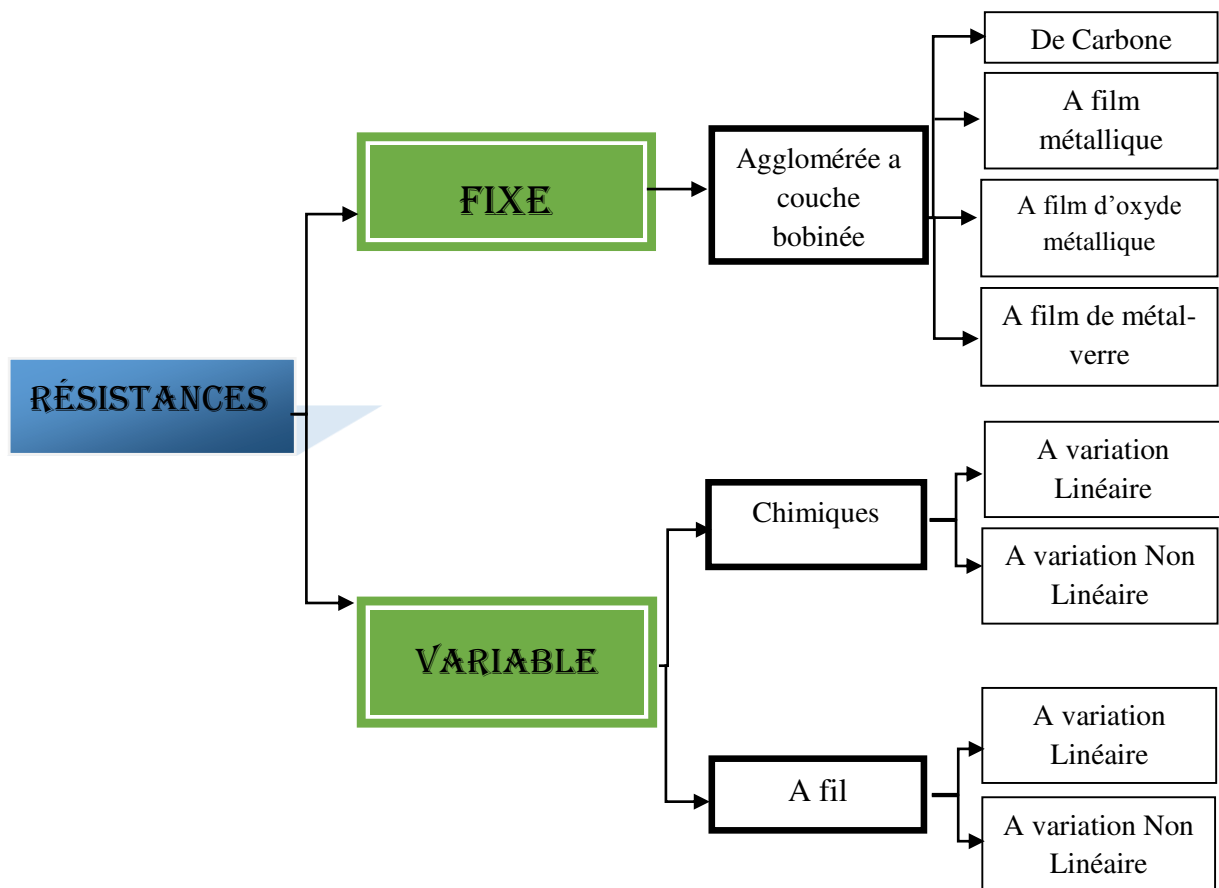 RÉSISTANCES
FIXE
Agglomérée a
couche
bobinée
De Carbone
A film
métallique
A film d’oxyde
métallique
A film de métal-
verre
VARIABLE
Chimiques
A variation
Linéaire
A variation Non
Linéaire
A fil
A variation
Linéaire
A variation Non
Linéaire